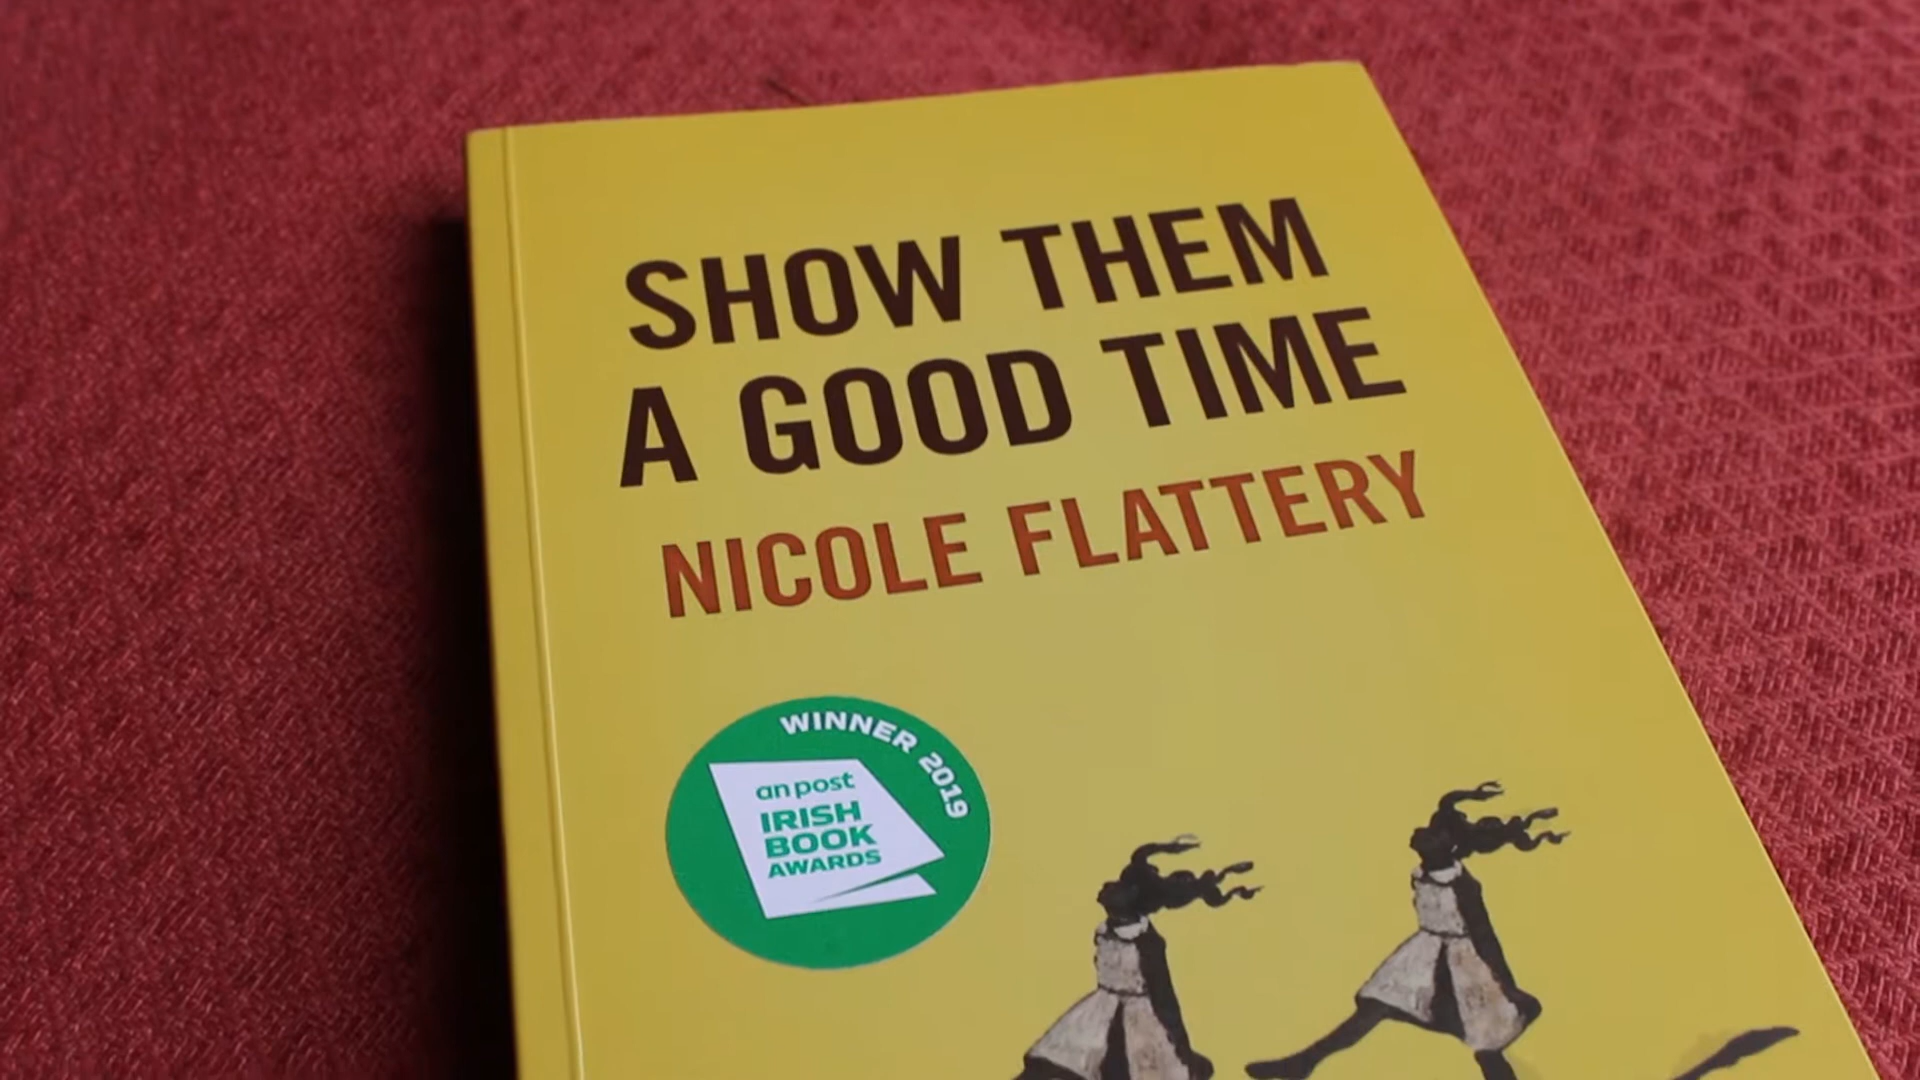 SHOW THEM
A GOOD TIME
NICOLE FLATTERY
WINNER 2019
an post
IRISH
BOOK
AWARDS